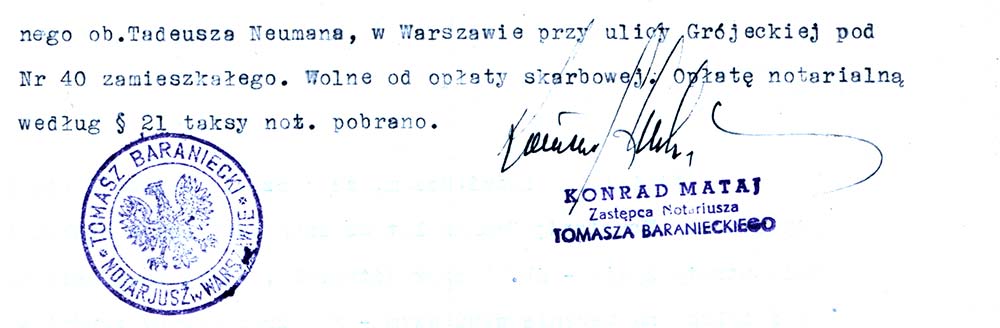 nego ob.Tadeusza Neumana, w Warszawie przy ulicy Grójeckiej pod
Nr 40 zamieszkałego. Wolne od opłaty skarbowej. Opłatę notarialną
według § 21 taksy not. pobrano.
* TOMASZ BARANIECKI *
NOTARJUSZ w WARSZAWIE
KONRAD MATAJ
Zastępca Notariusza
TOMASZA BARANIECKIEGO